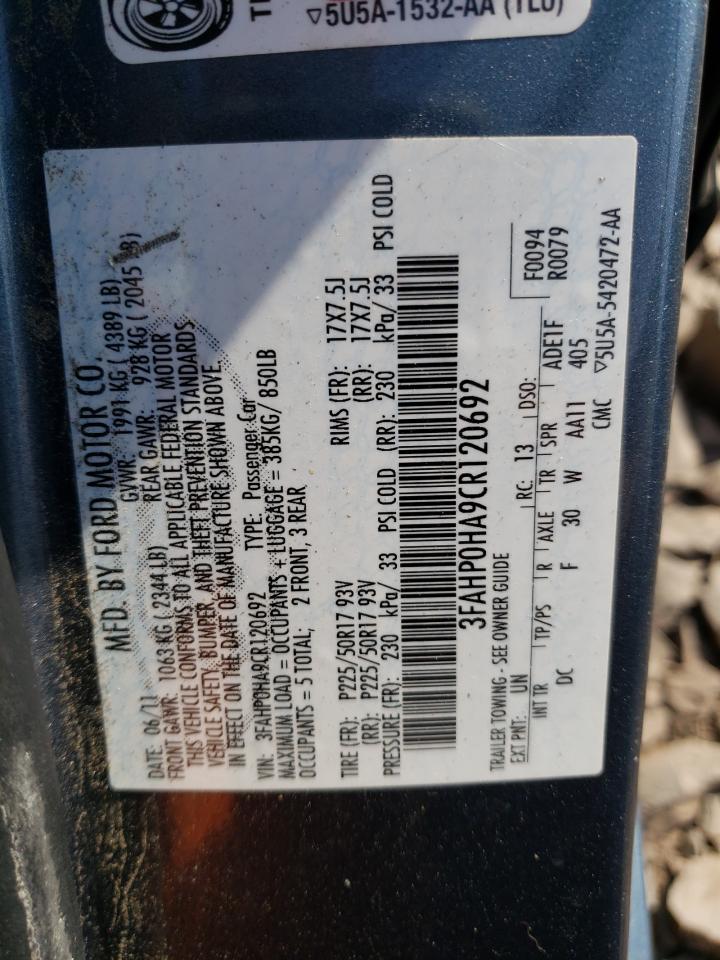 5U5A-1532-AA (TLU)
MFD. BY FORD MOTOR CO.
DATE: 06/11 GVWR: 1991 KG ( 4389 LB)
FRONT GAWR: 1063 KG ( 2344 LB) REAR GAWR: 928 KG ( 2045 LB)
THIS VEHICLE CONFORMS TO ALL APPLICABLE FEDERAL MOTOR
VEHICLE SAFETY, BUMPER, AND THEFT PREVENTION STANDARDS
IN EFFECT ON THE DATE OF MANUFACTURE SHOWN ABOVE.
VIN: 3FAHP0HA9CR120692 TYPE: Passenger Car
MAXIMUM LOAD = OCCUPANTS + LUGGAGE = 385KG/ 850LB
OCCUPANTS = 5 TOTAL, 2 FRONT, 3 REAR
TIRE (FR): P225/50R17 93V RIMS (FR): 17X7.5J
(RR): P225/50R17 93V (RR): 17X7.5J
PRESSURE (FR): 230 kPa/ 33 PSI COLD (RR): 230 kPa/ 33 PSI COLD
3FAHP0HA9CR120692
TRAILER TOWING - SEE OWNER GUIDE
F0094
R0079
EXT PNT: UN RC: 13 DSO:
INT TR TP/PS R AXLE TR SPR ADE1F
DC F 30 W AA11 405
CMC ▽5U5A-5420472-AA